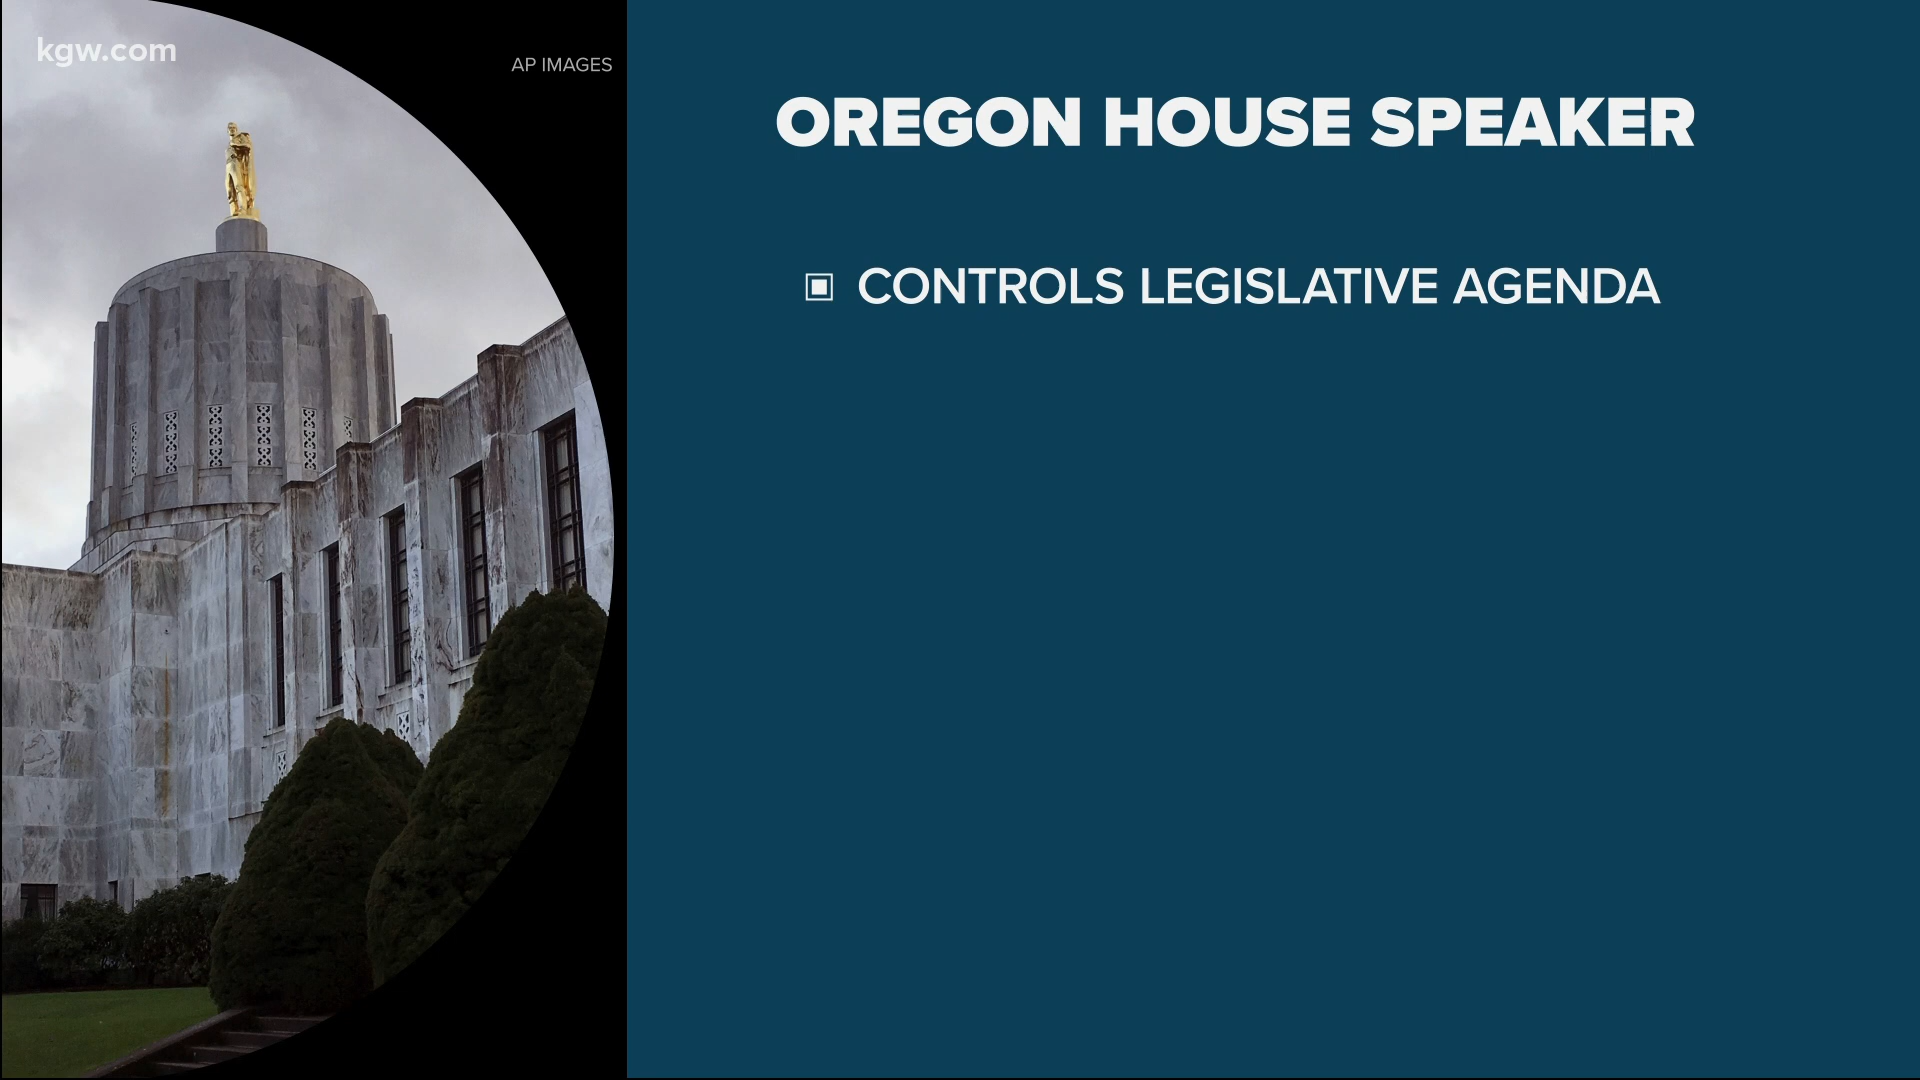 kgw.com
AP IMAGES
OREGON HOUSE SPEAKER
CONTROLS LEGISLATIVE AGENDA